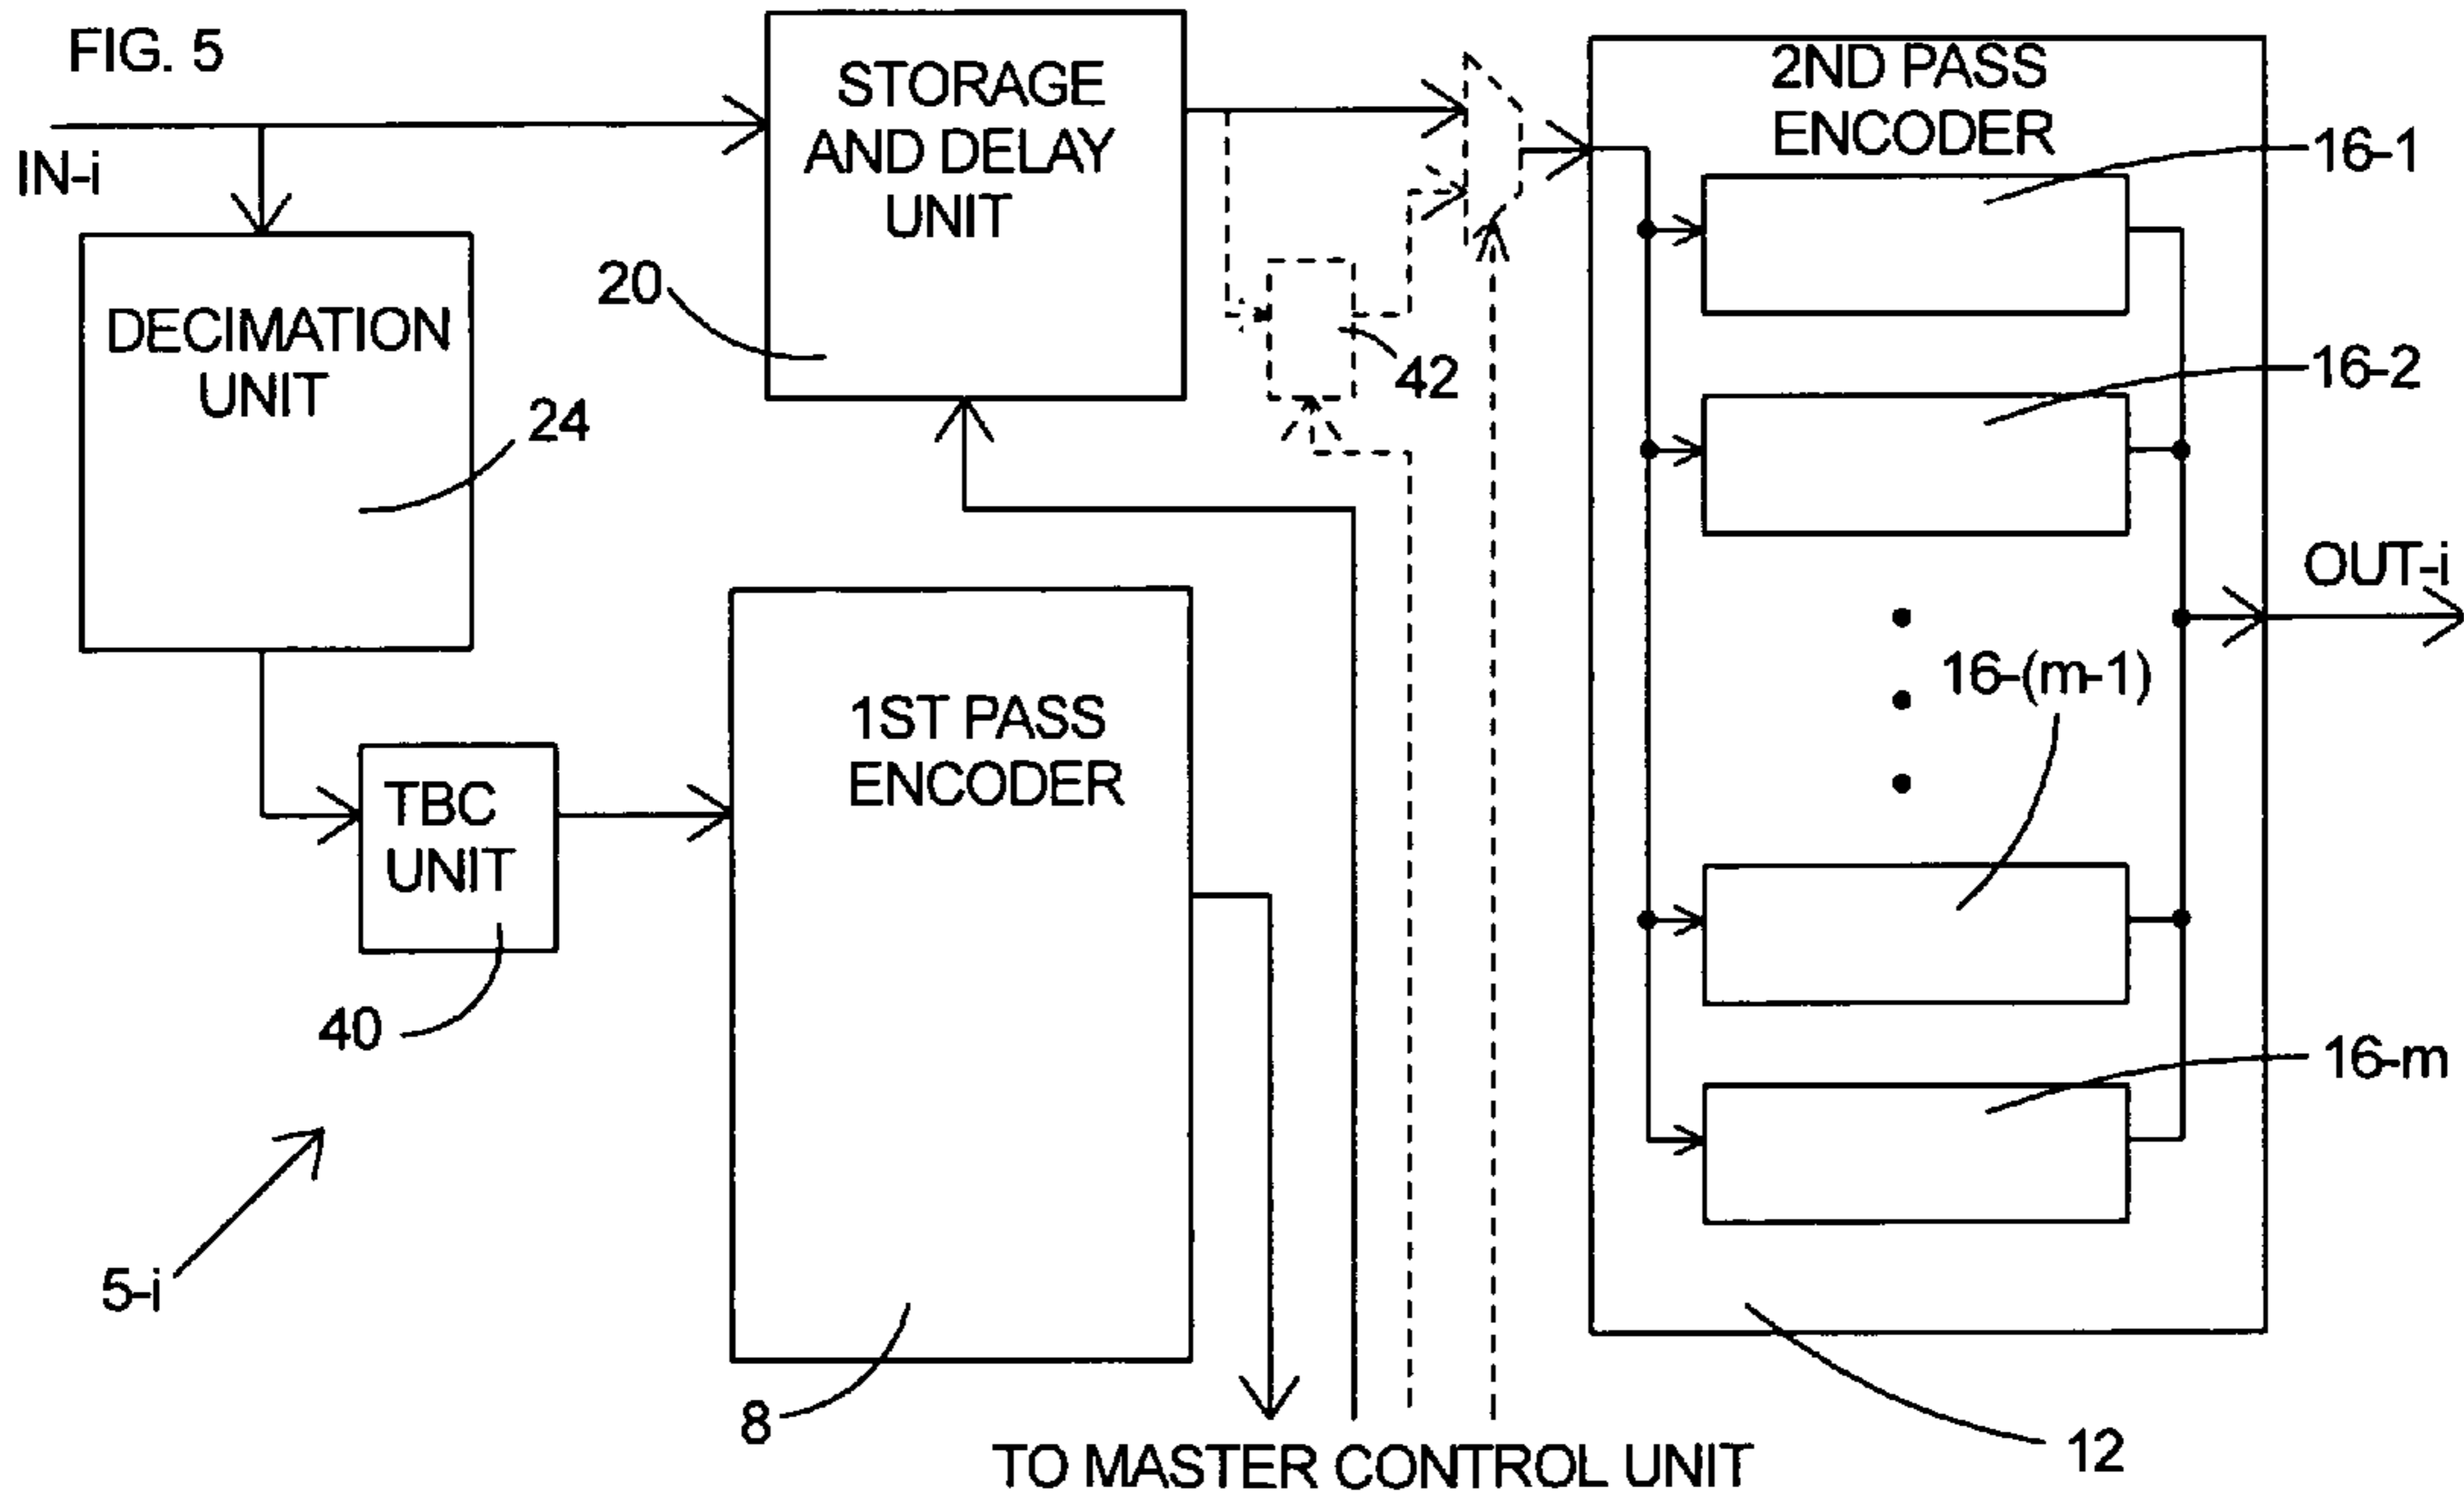 FIG. 5
IN-i
STORAGE
AND DELAY
UNIT
20
2ND PASS
ENCODER
16-1
DECIMATION
UNIT
24
42
16-2
OUT-i
16-(m-1)
1ST PASS
ENCODER
TBC
UNIT
40
16-m
5-i
8
12
TO MASTER CONTROL UNIT